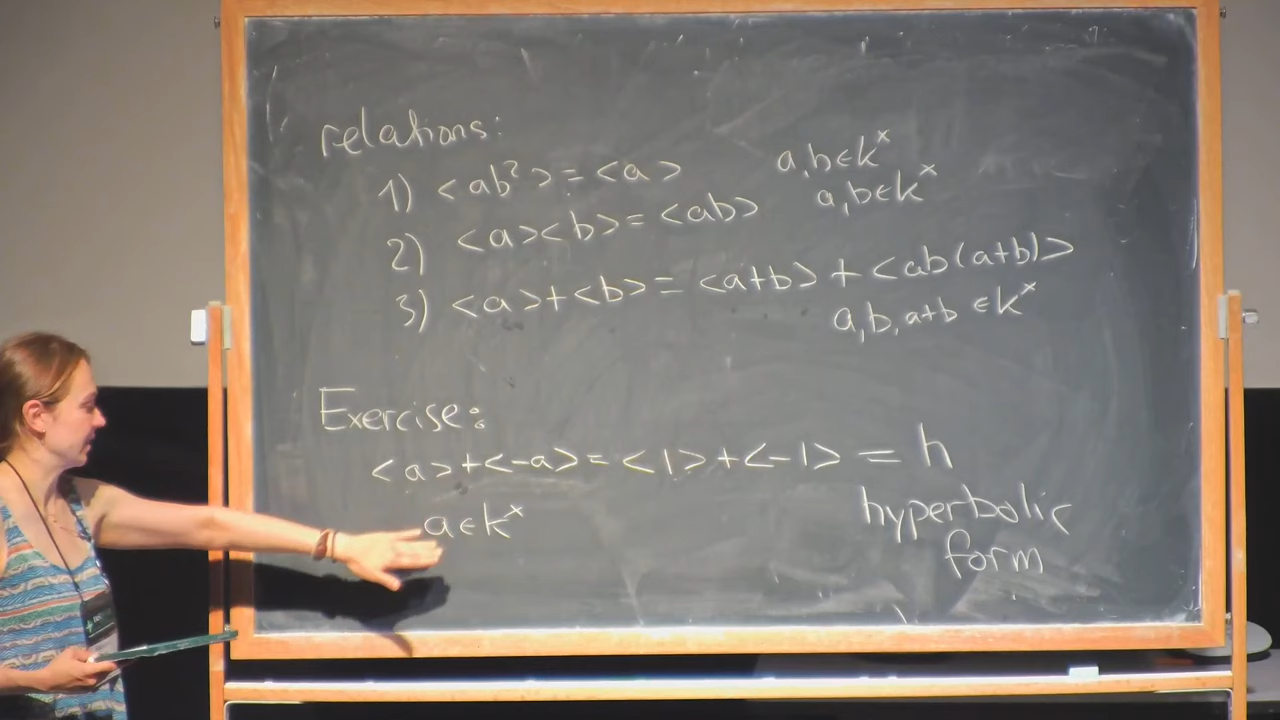 relations:
1) <ab²> = <a> a,b∈k^x
2) <a><b> = <ab> a,b∈k^x
3) <a>+<b> = <a+b> + <ab(a+b)>
a,b,a+b ∈k^x
Exercise:
<a>+<-a> = <1>+<-1> = h
a∈k^x
hyperbolic
form